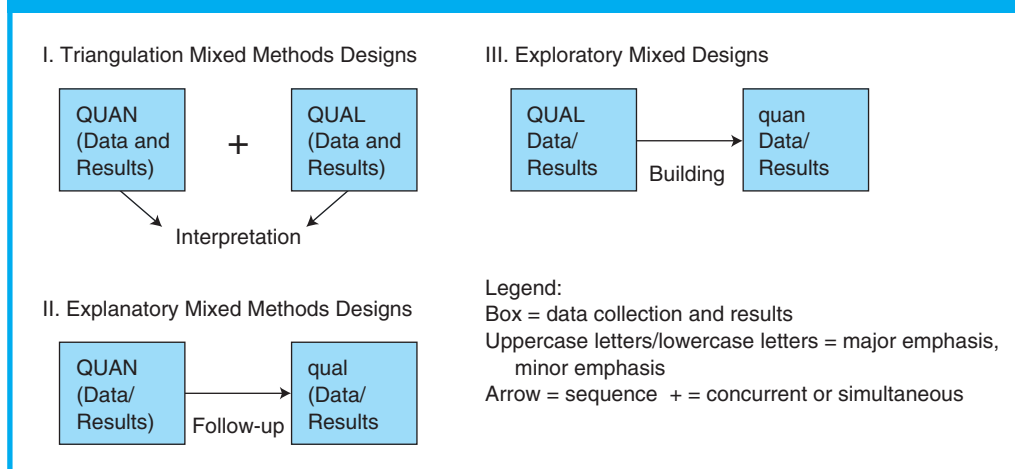 I. Triangulation Mixed Methods Designs
QUAN
(Data and
Results)
+
QUAL
(Data and
Results)
Interpretation
II. Explanatory Mixed Methods Designs
QUAN
(Data/
Results)
Follow-up
qual
(Data/
Results
III. Exploratory Mixed Designs
QUAL
Data/
Results
Building
quan
Data/
Results
Legend:
Box = data collection and results
Uppercase letters/lowercase letters = major emphasis,
minor emphasis
Arrow = sequence + = concurrent or simultaneous